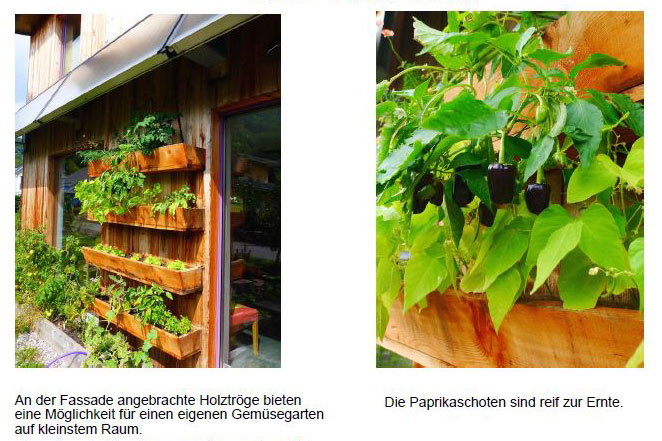 An der Fassade angebrachte Holztröge bieten
eine Möglichkeit für einen eigenen Gemüsegarten
auf kleinstem Raum.
Die Paprikaschoten sind reif zur Ernte.